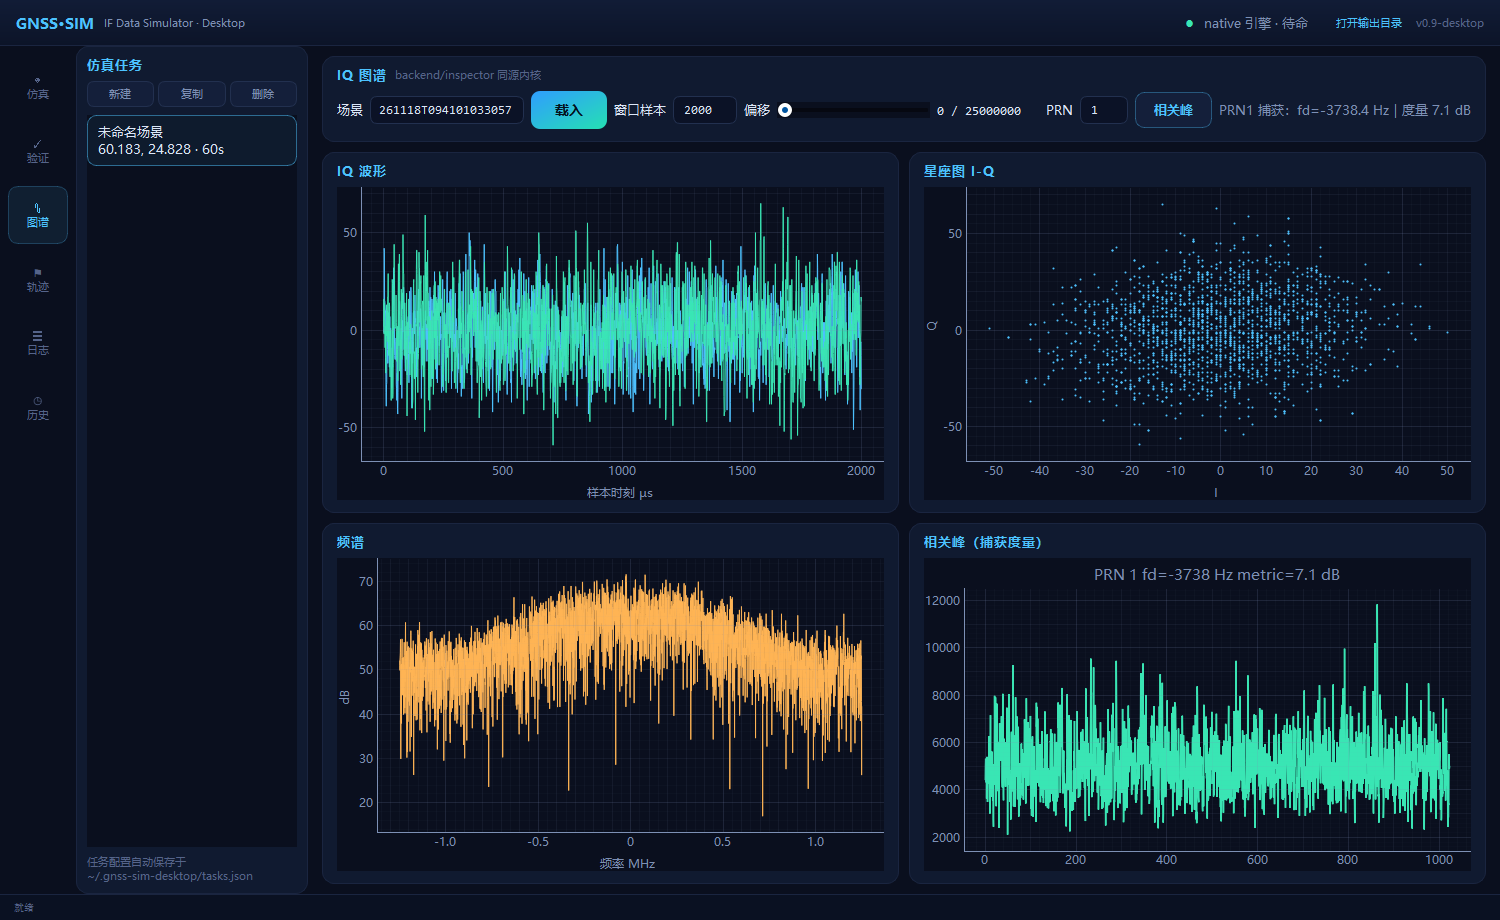 GNSS•SIM IF Data Simulator · Desktop
native 引擎 · 待命 打开输出目录 v0.9-desktop
仿真
验证
图谱
轨迹
日志
历史
仿真任务
新建 复制 删除
未命名场景
60.183, 24.828 · 60s
任务配置自动保存于
~/.gnss-sim-desktop/tasks.json
IQ 图谱 backend/inspector 同源内核
场景 261118T094101033057 载入 窗口样本 2000 偏移 0 / 25000000 PRN 1 相关峰 PRN1 捕获: fd=-3738.4 Hz | 度量 7.1 dB
IQ 波形
50
0
-50
0 500 1000 1500 2000
样本时刻 µs
星座图 I-Q
50
Q 0
-50
-50 -40 -30 -20 -10 0 10 20 30 40 50
I
频谱
70
60
50
dB
40
30
20
-1.0 -0.5 0 0.5 1.0
频率 MHz
相关峰（捕获度量）
PRN 1 fd=-3738 Hz metric=7.1 dB
12000
10000
8000
6000
4000
2000
0 200 400 600 800 1000
就绪